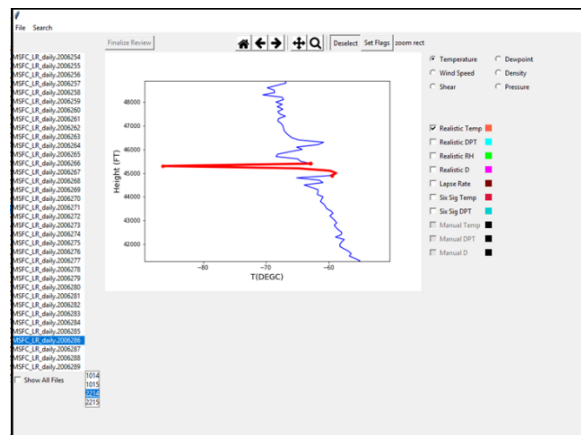 File Search
Finalize Review
Deselect Set Flags zoom rect
MSFC_LR_daily.2006254
MSFC_LR_daily.2006255
MSFC_LR_daily.2006256
MSFC_LR_daily.2006257
MSFC_LR_daily.2006258
MSFC_LR_daily.2006259
MSFC_LR_daily.2006260
MSFC_LR_daily.2006261
MSFC_LR_daily.2006262
MSFC_LR_daily.2006263
MSFC_LR_daily.2006264
MSFC_LR_daily.2006265
MSFC_LR_daily.2006266
MSFC_LR_daily.2006267
MSFC_LR_daily.2006268
MSFC_LR_daily.2006269
MSFC_LR_daily.2006270
MSFC_LR_daily.2006271
MSFC_LR_daily.2006272
MSFC_LR_daily.2006273
MSFC_LR_daily.2006274
MSFC_LR_daily.2006275
MSFC_LR_daily.2006276
MSFC_LR_daily.2006277
MSFC_LR_daily.2006278
MSFC_LR_daily.2006279
MSFC_LR_daily.2006280
MSFC_LR_daily.2006281
MSFC_LR_daily.2006282
MSFC_LR_daily.2006283
MSFC_LR_daily.2006284
MSFC_LR_daily.2006285
MSFC_LR_daily.2006286
MSFC_LR_daily.2006287
MSFC_LR_daily.2006288
MSFC_LR_daily.2006289
Show All Files
1014
1015
2214
2215
Height (FT)
48000
47000
46000
45000
44000
43000
42000
−80 −70 −60
T(DEGC)
Temperature Dewpoint
Wind Speed Density
Shear Pressure
Realistic Temp
Realistic DPT
Realistic RH
Realistic D
Lapse Rate
Six Sig Temp
Six Sig DPT
Manual Temp
Manual DPT
Manual D